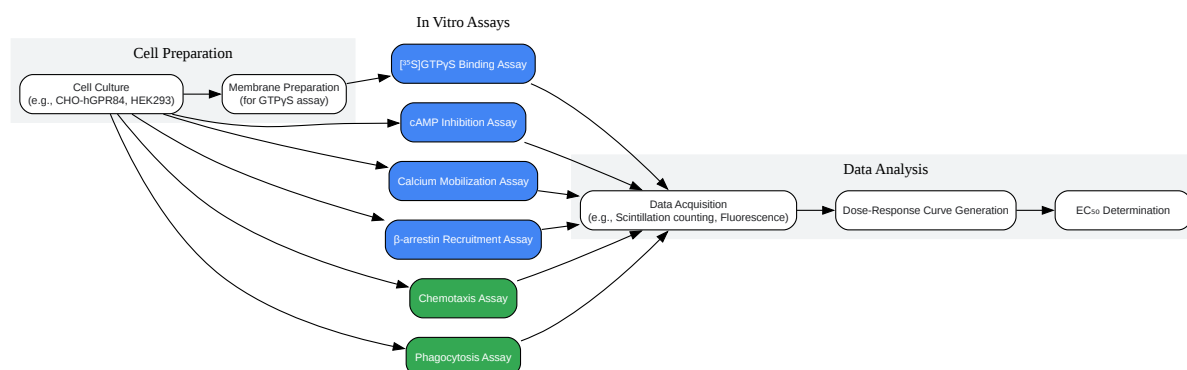 In Vitro Assays
Cell Preparation
Cell Culture
(e.g., CHO-hGPR84, HEK293)
Membrane Preparation
(for GTPγS assay)
[³⁵S]GTPγS Binding Assay
cAMP Inhibition Assay
Calcium Mobilization Assay
β-arrestin Recruitment Assay
Chemotaxis Assay
Phagocytosis Assay
Data Analysis
Data Acquisition
(e.g., Scintillation counting, Fluorescence)
Dose-Response Curve Generation
EC₅₀ Determination